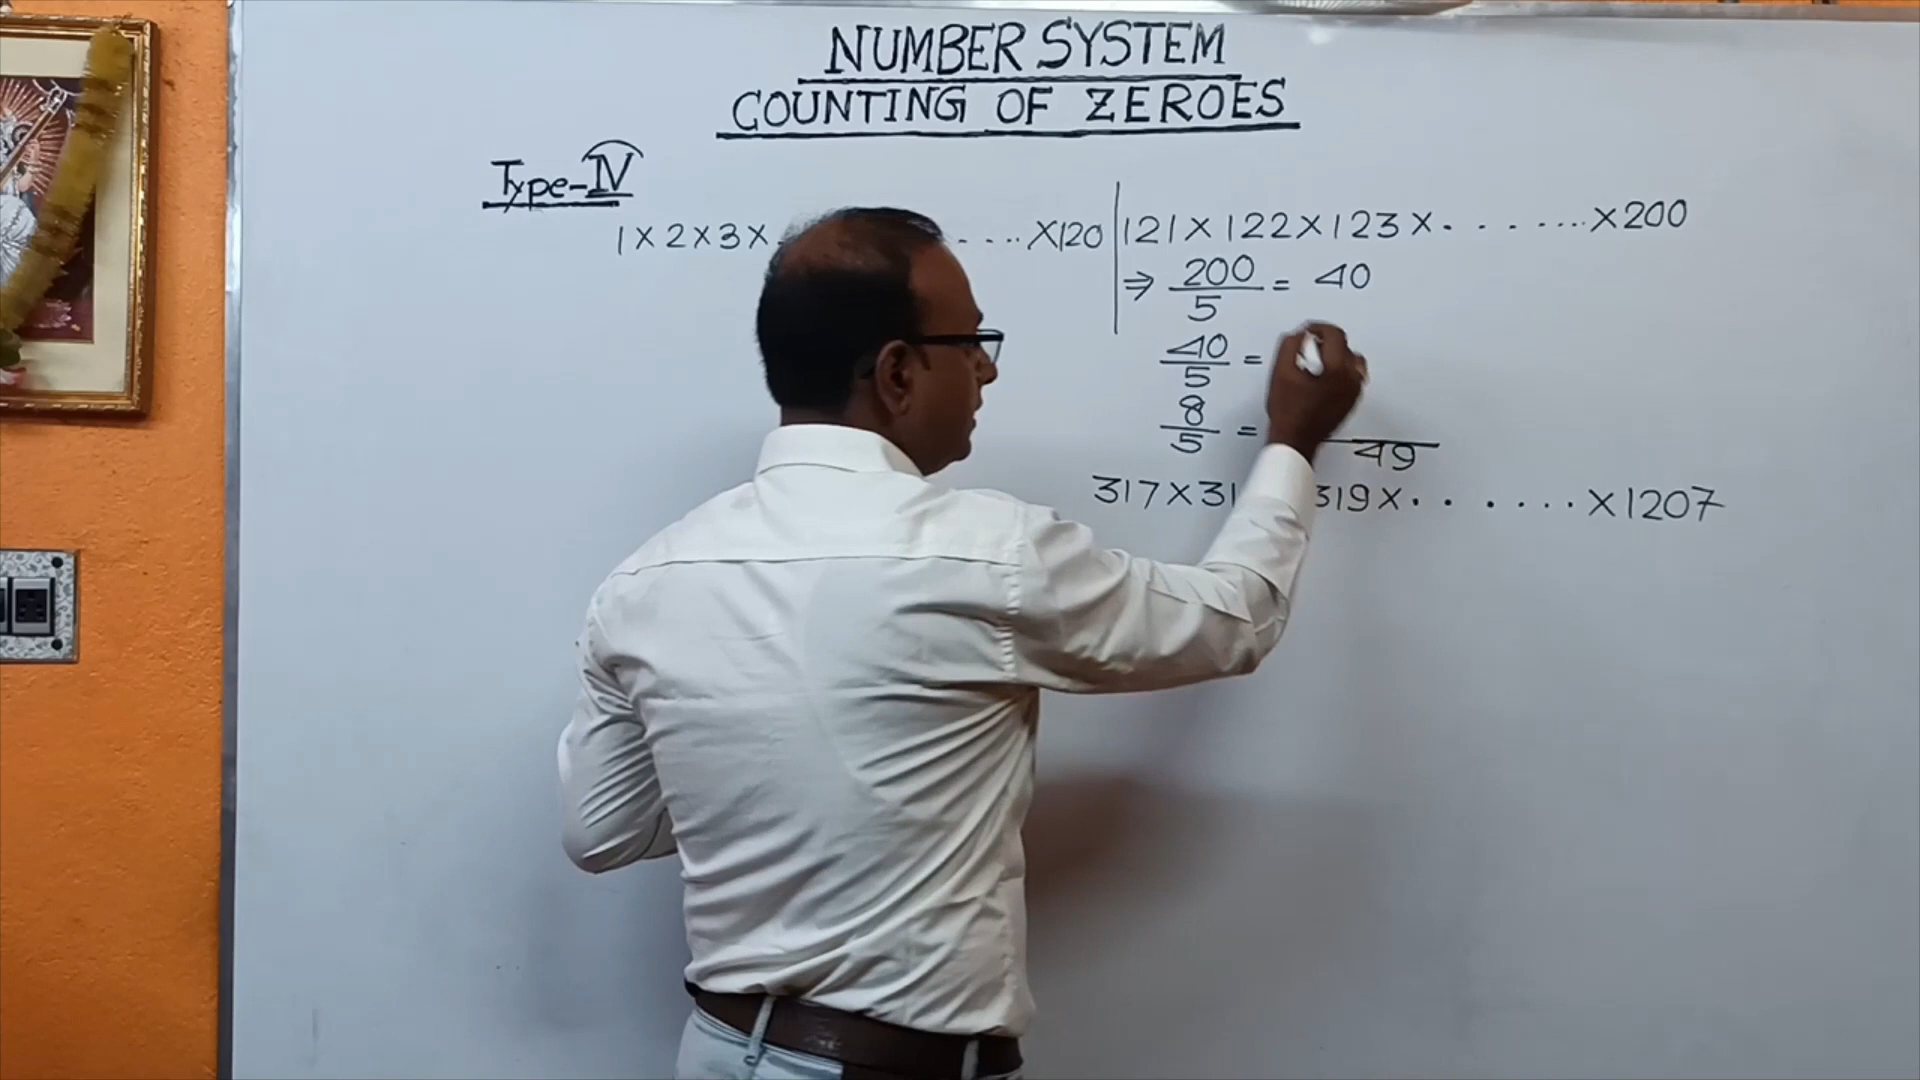 NUMBER SYSTEM
COUNTING OF ZEROES
Type-IV
1×2×3× ....×120 121×122×123×.......×200
⇒ 200/5 = 40
40/5 =
8/5 =
49
317×31 319×.......×1207